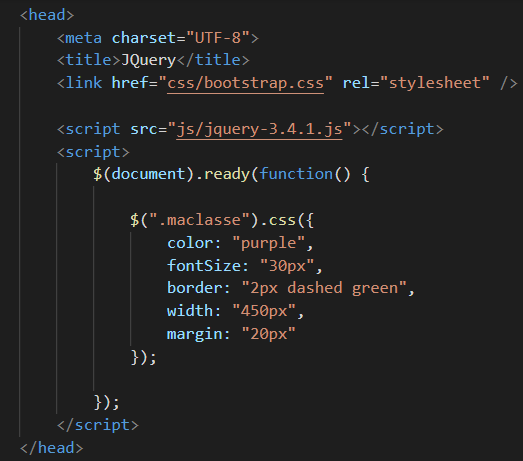 <head>
<meta charset="UTF-8">
<title>JQuery</title>
<link href="css/bootstrap.css" rel="stylesheet" />
<script src="js/jquery-3.4.1.js"></script>
<script>
$(document).ready(function() {
$(".maclasse").css({
color: "purple",
fontSize: "30px",
border: "2px dashed green",
width: "450px",
margin: "20px"
});
});
</script>
</head>